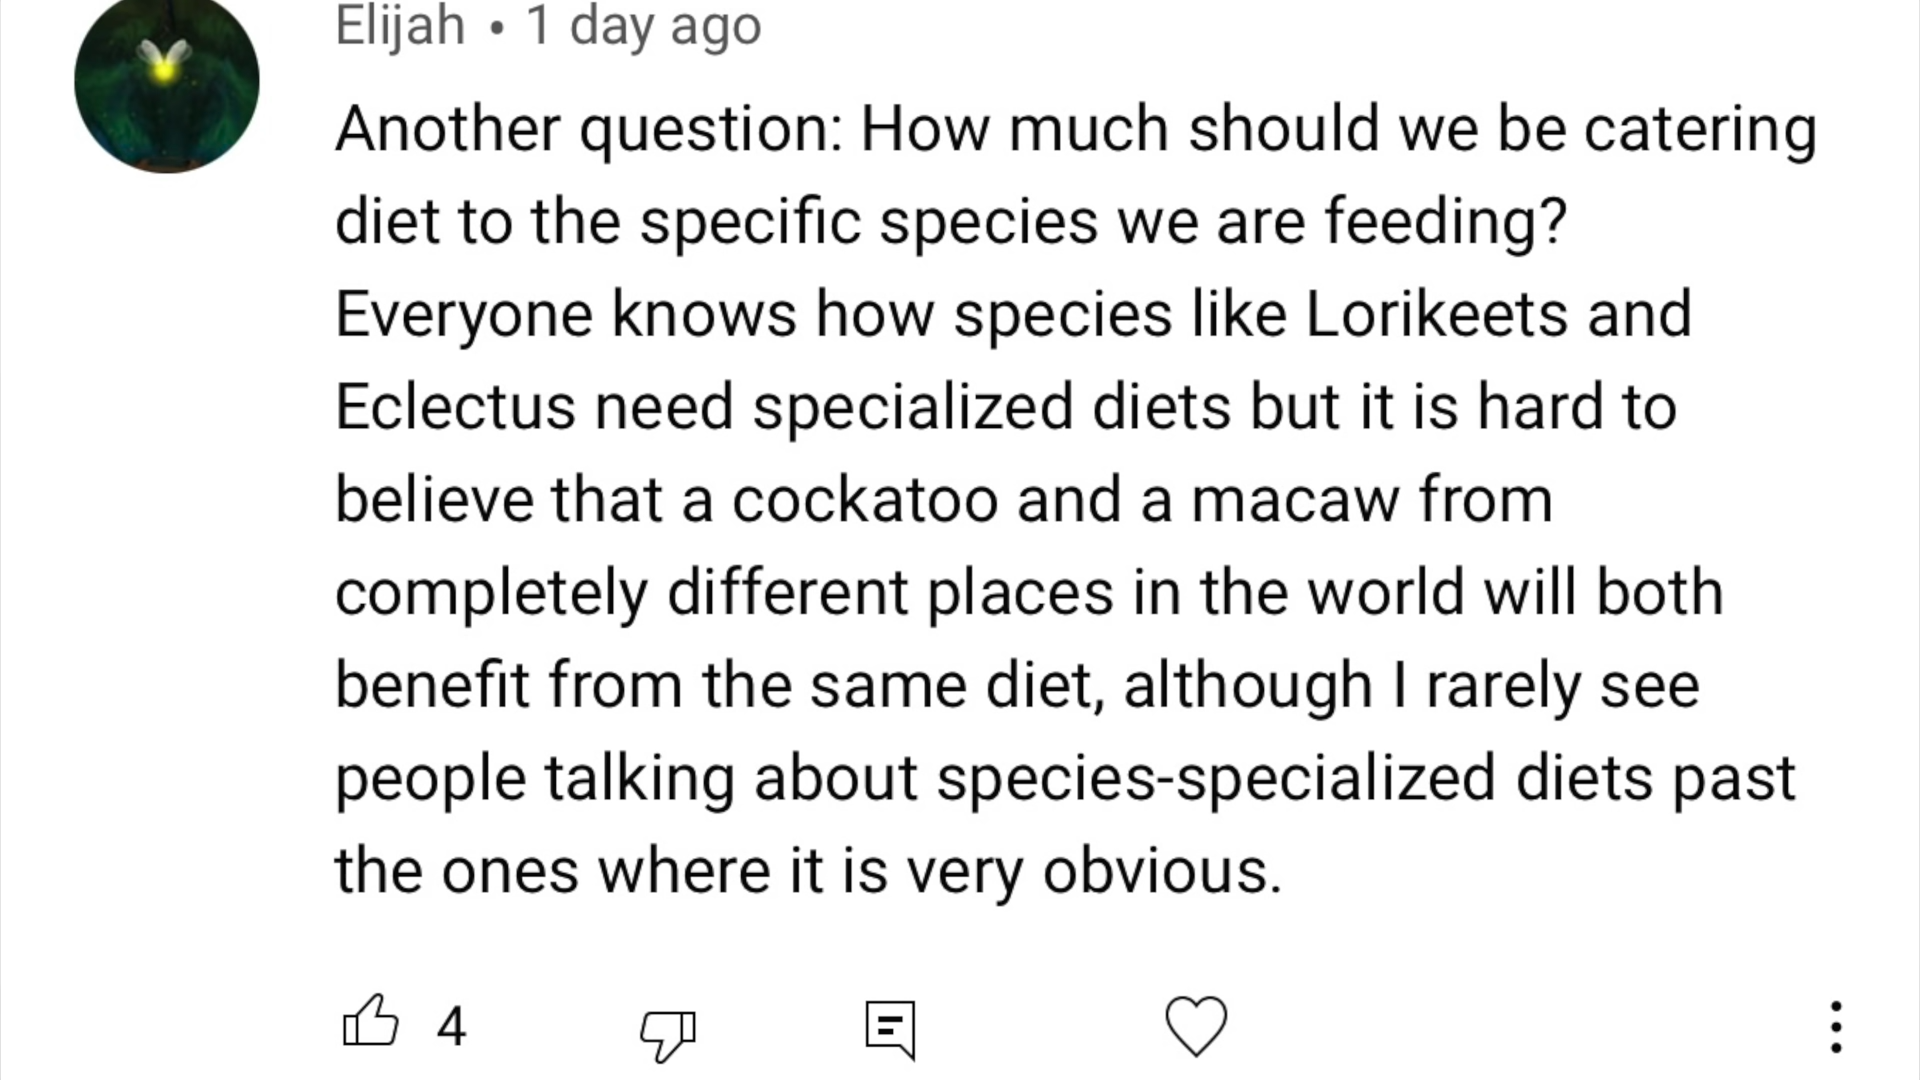 Elijah • 1 day ago
Another question: How much should we be catering
diet to the specific species we are feeding?
Everyone knows how species like Lorikeets and
Eclectus need specialized diets but it is hard to
believe that a cockatoo and a macaw from
completely different places in the world will both
benefit from the same diet, although I rarely see
people talking about species-specialized diets past
the ones where it is very obvious.
4